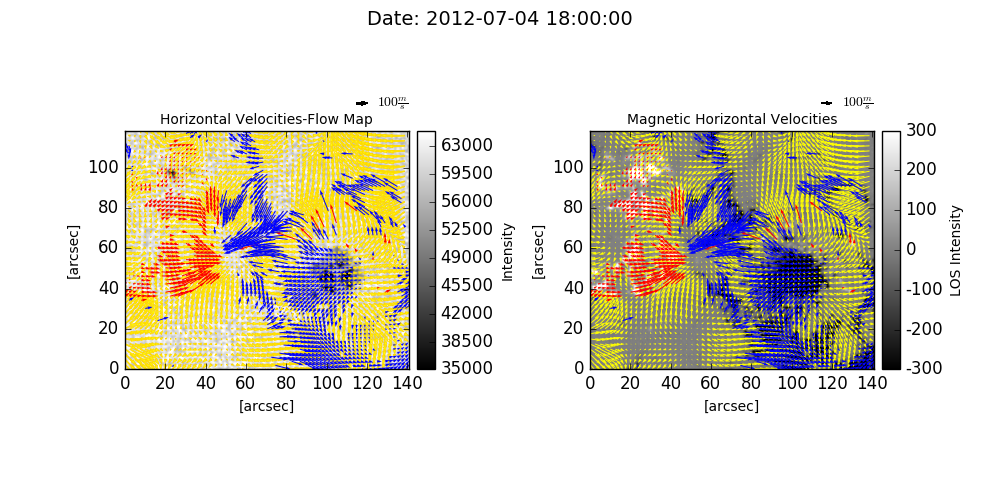 Date: 2012-07-04 18:00:00
100 m/s
Horizontal Velocities-Flow Map
100
80
60
40
20
0
[arcsec]
0 20 40 60 80 100 120 140
[arcsec]
63000
59500
56000
52500
49000
45500
42000
38500
35000
Intensity
100 m/s
Magnetic Horizontal Velocities
100
80
60
40
20
0
[arcsec]
0 20 40 60 80 100 120 140
[arcsec]
300
200
100
0
-100
-200
-300
LOS Intensity